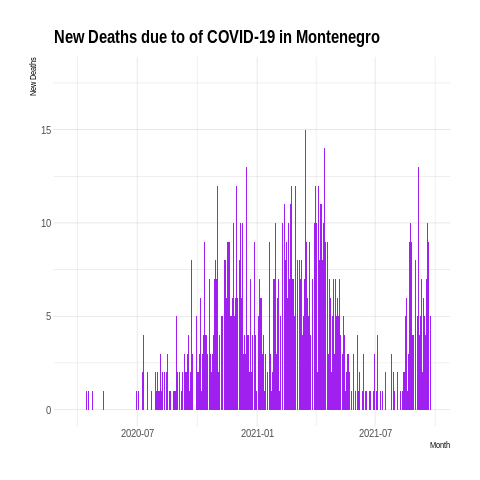 New Deaths due to of COVID-19 in Montenegro
New Deaths
15
10
5
0
2020-07 2021-01 2021-07
Month